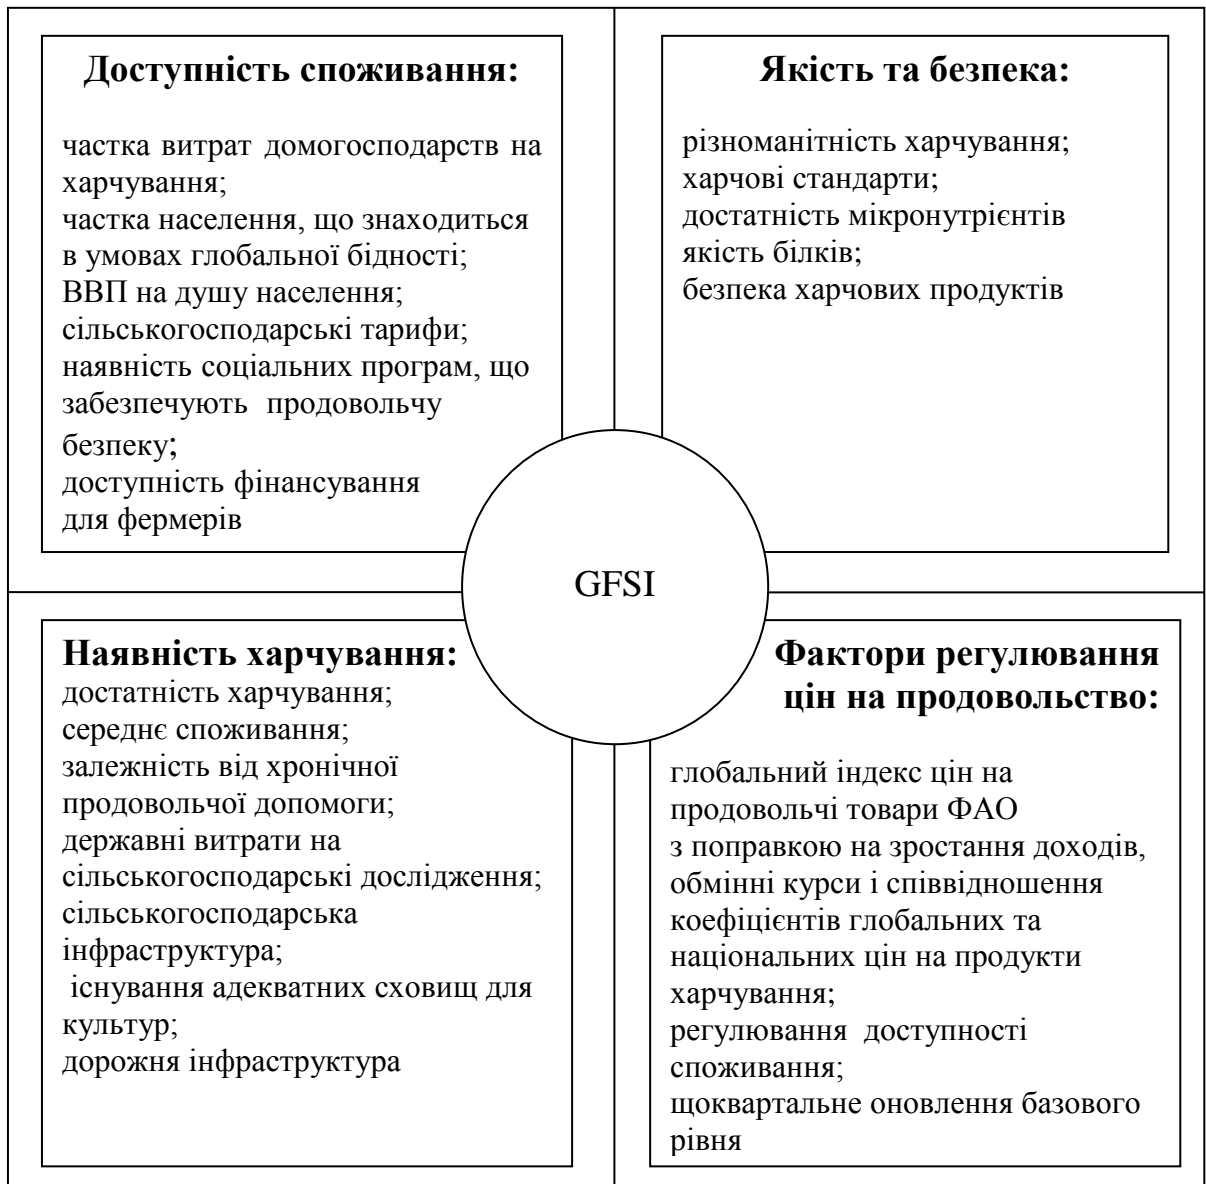 Доступність споживання:
частка витрат домогосподарств на
харчування;
частка населення, що знаходиться
в умовах глобальної бідності;
ВВП на душу населення;
сільськогосподарські тарифи;
наявність соціальних програм, що
забезпечують продовольчу
безпеку;
доступність фінансування
для фермерів
Якість та безпека:
різноманітність харчування;
харчові стандарти;
достатність мікронутрієнтів
якість білків;
безпека харчових продуктів
GFSI
Наявність харчування:
достатність харчування;
середнє споживання;
залежність від хронічної
продовольчої допомоги;
державні витрати на
сільськогосподарські дослідження;
сільськогосподарська
інфраструктура;
існування адекватних сховищ для
культур;
дорожня інфраструктура
Фактори регулювання
цін на продовольство:
глобальний індекс цін на
продовольчі товари ФАО
з поправкою на зростання доходів,
обмінні курси і співвідношення
коефіцієнтів глобальних та
національних цін на продукти
харчування;
регулювання доступності
споживання;
щоквартальне оновлення базового
рівня